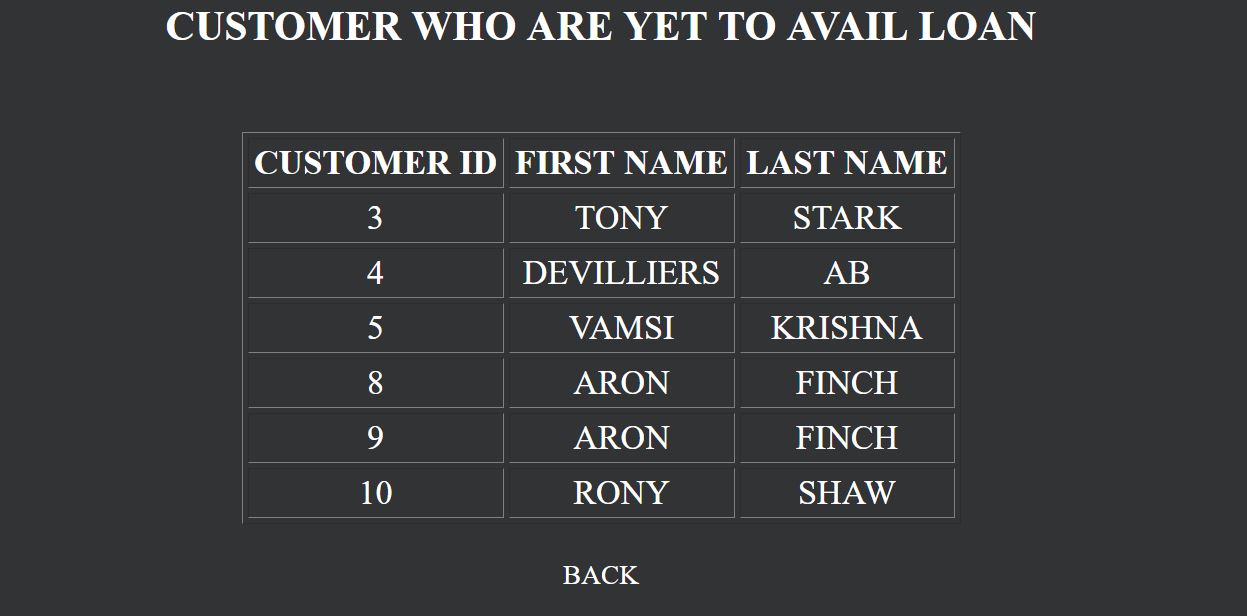 CUSTOMER WHO ARE YET TO AVAIL LOAN
CUSTOMER ID FIRST NAME LAST NAME
3 TONY STARK
4 DEVILLIERS AB
5 VAMSI KRISHNA
8 ARON FINCH
9 ARON FINCH
10 RONY SHAW
BACK